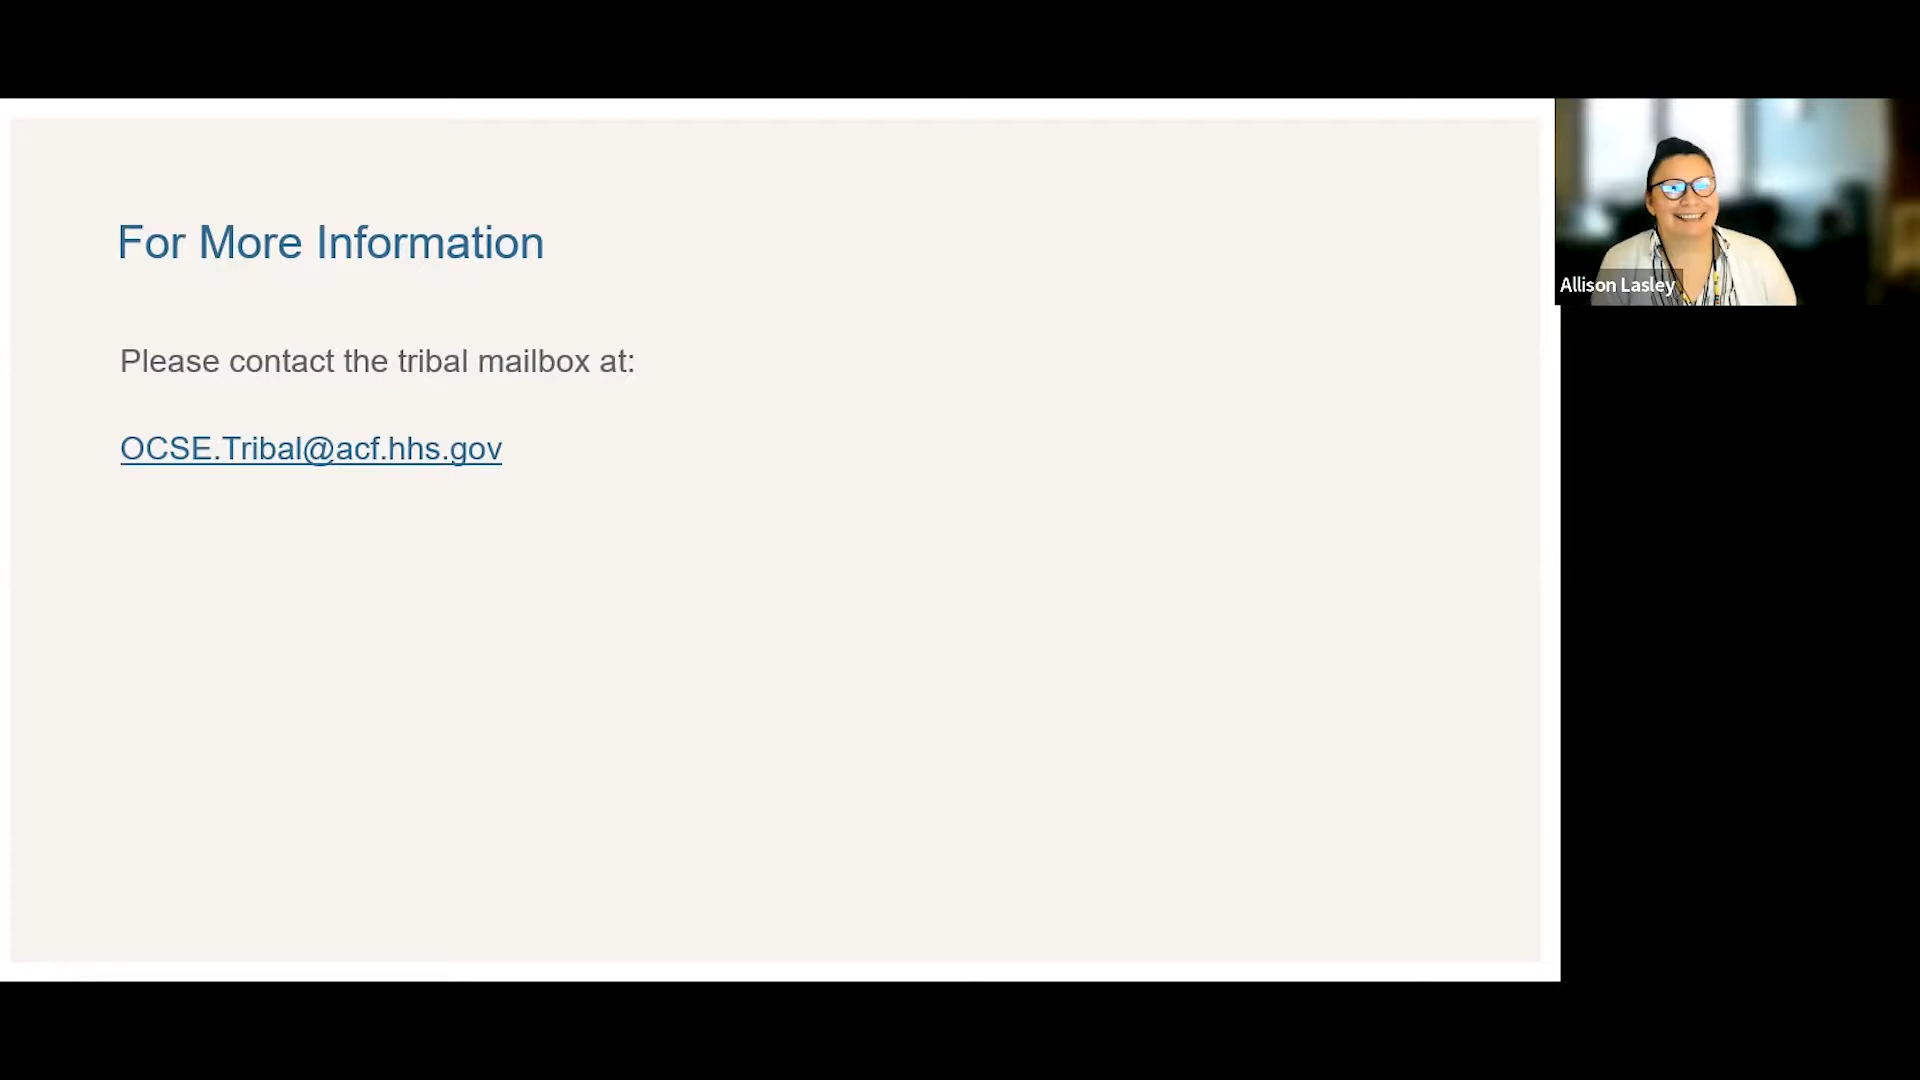 For More Information
Please contact the tribal mailbox at:
OCSE.Tribal@acf.hhs.gov
Allison Lasley